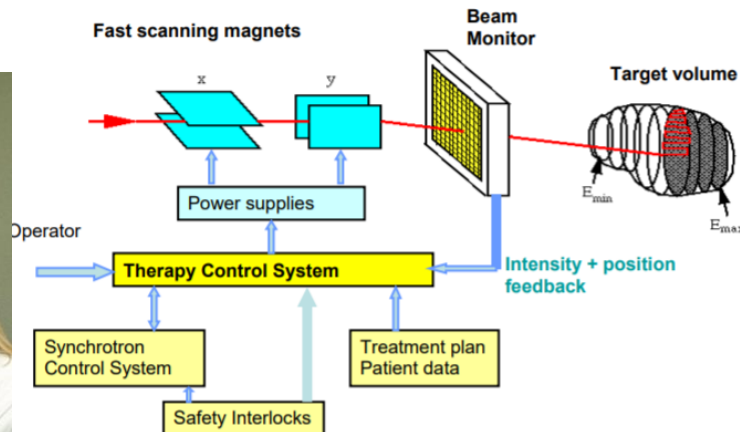 Fast scanning magnets
Beam
Monitor
Target volume
x
y
E min
E max
Power supplies
Operator
Therapy Control System
Intensity + position
feedback
Synchrotron
Control System
Treatment plan
Patient data
Safety Interlocks